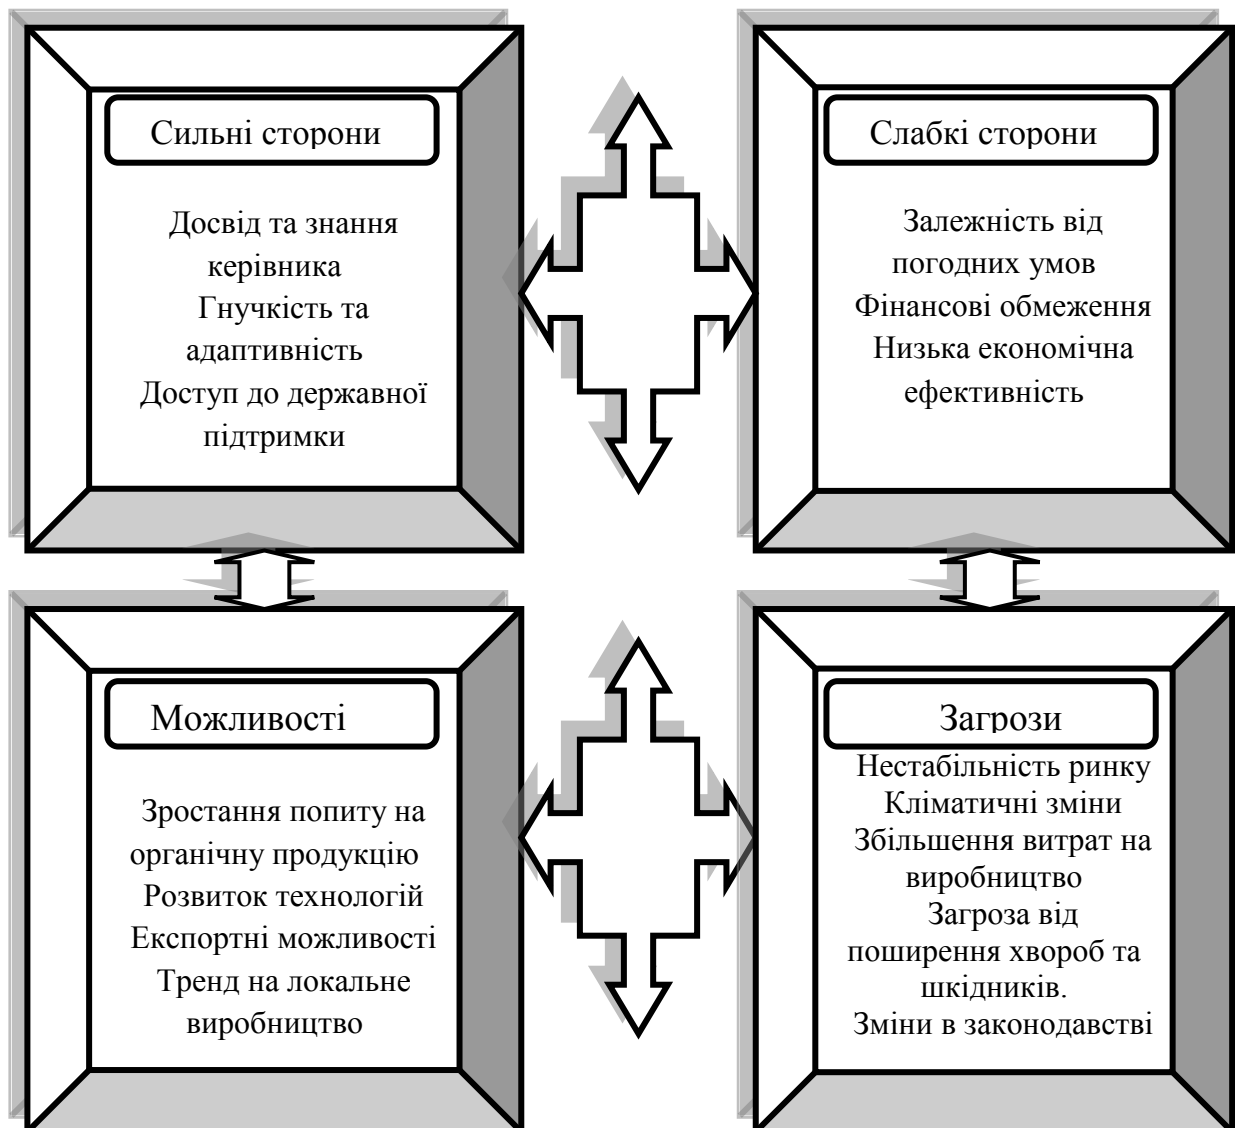 Сильні сторони
Досвід та знання
керівника
Гнучкість та
адаптивність
Доступ до державної
підтримки
Слабкі сторони
Залежність від
погодних умов
Фінансові обмеження
Низька економічна
ефективність
Можливості
Зростання попиту на
органічну продукцію
Розвиток технологій
Експортні можливості
Тренд на локальне
виробництво
Загрози
Нестабільність ринку
Кліматичні зміни
Збільшення витрат на
виробництво
Загроза від
поширення хвороб та
шкідників.
Зміни в законодавстві